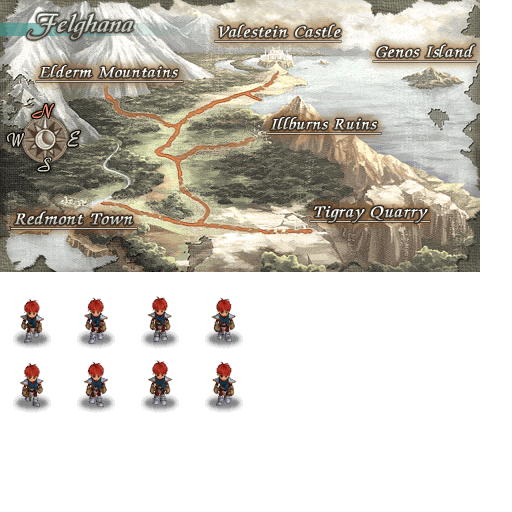 Felghana
Valestein Castle
Genos Island
Elderm Mountains
Illburns Ruins
N
W E
S
Redmont Town
Tigray Quarry